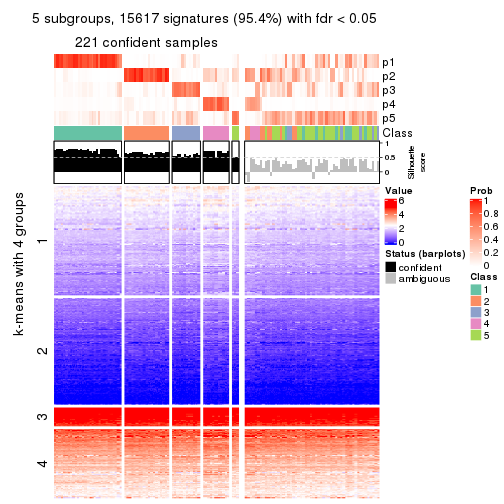 5 subgroups, 15617 signatures (95.4%) with fdr < 0.05
221 confident samples
p1
p2
p3
p4
p5
Class
1
0.5
0
Silhouette
score
k-means with 4 groups
1
2
3
4
Value
6
4
2
0
Status (barplots)
confident
ambiguous
Prob
1
0.8
0.6
0.4
0.2
0
Class
1
2
3
4
5